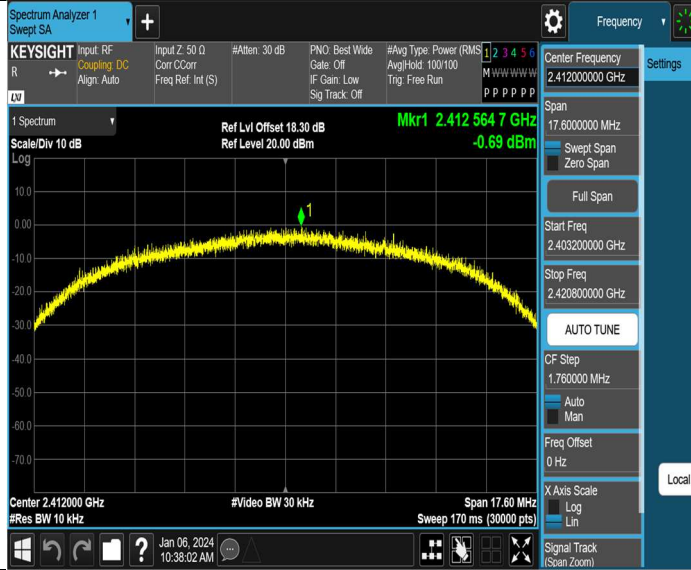 Spectrum Analyzer 1
Swept SA
Frequency
KEYSIGHT
R
LXI
Input: RF
Coupling: DC
Align: Auto
Input Z: 50 Ω
Corr CCorr
Freq Ref: Int (S)
#Atten: 30 dB
PNO: Best Wide
Gate: Off
IF Gain: Low
Sig Track: Off
#Avg Type: Power (RMS
Avg|Hold: 100/100
Trig: Free Run
1 2 3 4 5 6
M W W W W W
P P P P P P
Center Frequency
2.412000000 GHz
Settings
Span
17.6000000 MHz
Swept Span
Zero Span
Full Span
Start Freq
2.403200000 GHz
Stop Freq
2.420800000 GHz
AUTO TUNE
CF Step
1.760000 MHz
Auto
Man
Freq Offset
0 Hz
X Axis Scale
Log
Lin
Local
Signal Track
(Span Zoom)
1 Spectrum
Scale/Div 10 dB
Log
Ref Lvl Offset 18.30 dB
Ref Level 20.00 dBm
Mkr1 2.412 564 7 GHz
-0.69 dBm
10.0
0.00
-10.0
-20.0
-30.0
-40.0
-50.0
-60.0
-70.0
1
Center 2.412000 GHz
#Res BW 10 kHz
#Video BW 30 kHz
Span 17.60 MHz
Sweep 170 ms (30000 pts)
?
Jan 06, 2024
10:38:02 AM